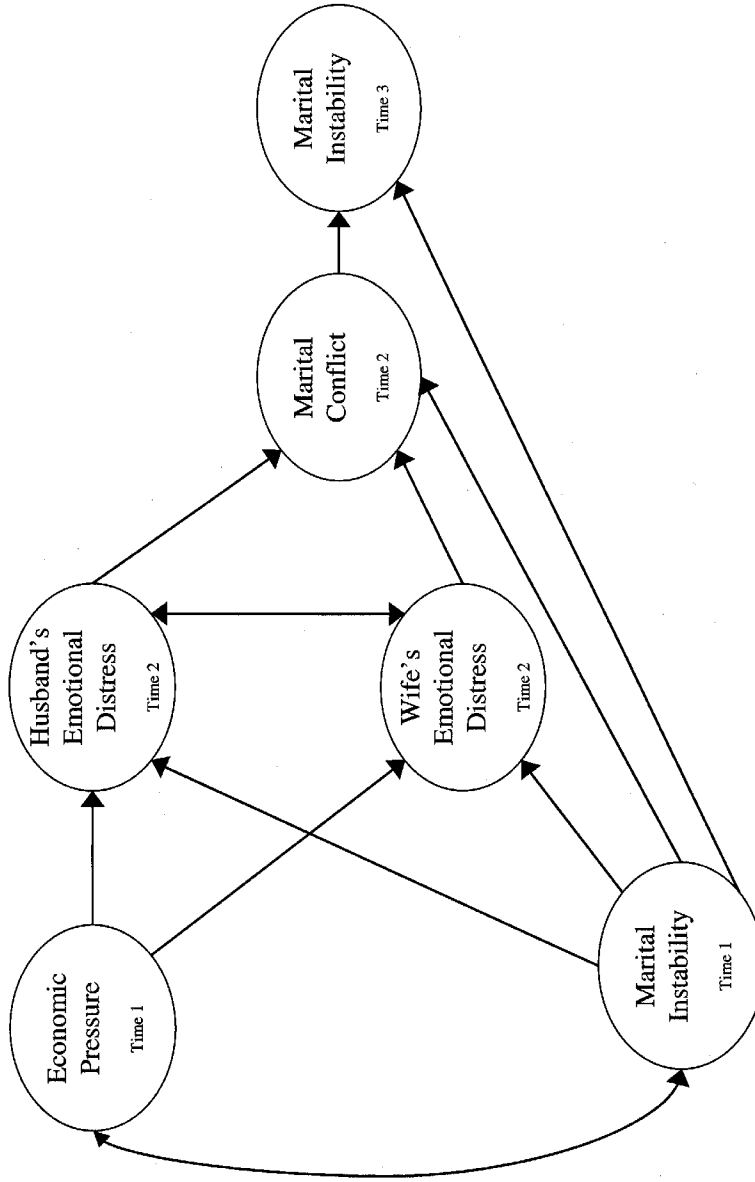 Economic
Pressure
Time 1
Husband's
Emotional
Distress
Time 2
Wife's
Emotional
Distress
Time 2
Marital
Instability
Time 1
Marital
Conflict
Time 2
Marital
Instability
Time 3